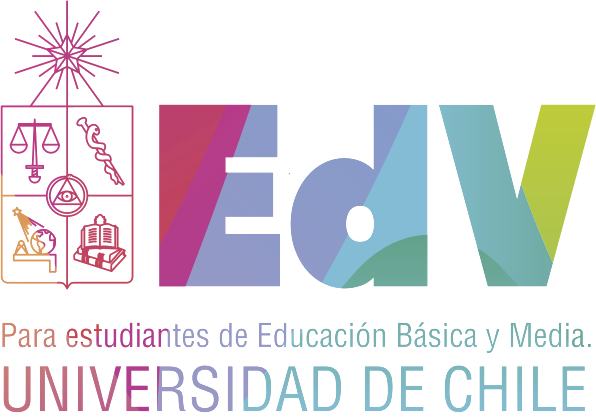 EdV
Para estudiantes de Educación Básica y Media.
UNIVERSIDAD DE CHILE